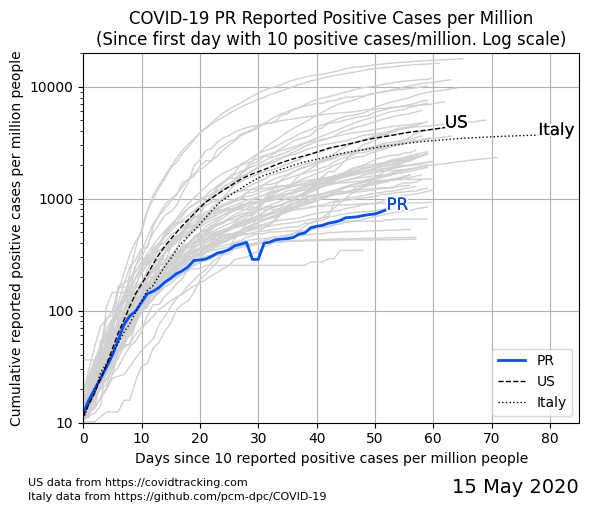 COVID-19 PR Reported Positive Cases per Million
(Since first day with 10 positive cases/million. Log scale)
Cumulative reported positive cases per million people
10000
1000
100
10
US
Italy
PR
PR
US
Italy
0 10 20 30 40 50 60 70 80
Days since 10 reported positive cases per million people
US data from https://covidtracking.com
Italy data from https://github.com/pcm-dpc/COVID-19
15 May 2020